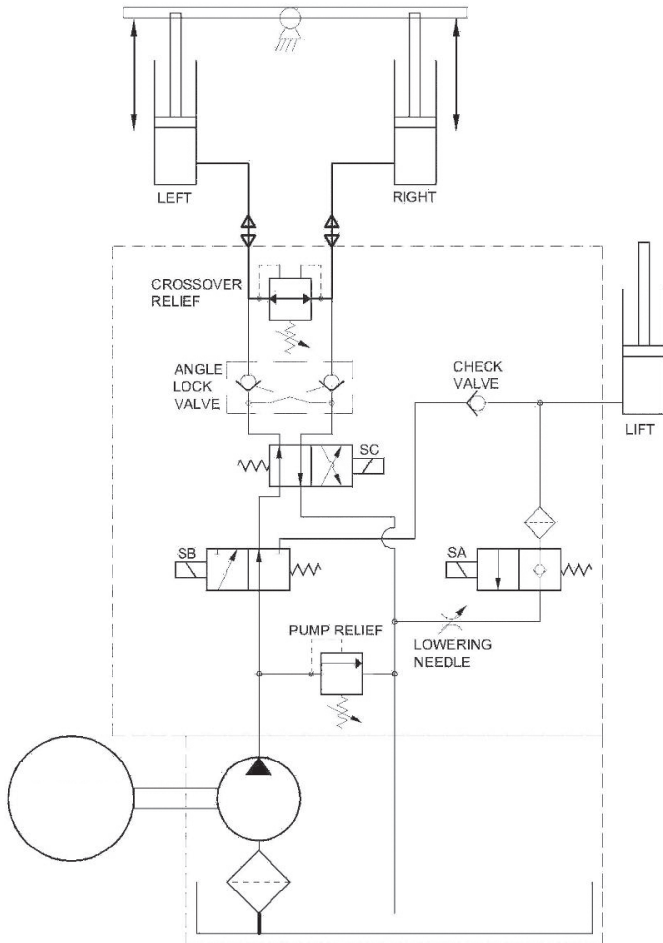 LEFT
RIGHT
CROSSOVER
RELIEF
ANGLE
LOCK
VALVE
CHECK
VALVE
LIFT
SC
SB
SA
PUMP RELIEF
LOWERING
NEEDLE